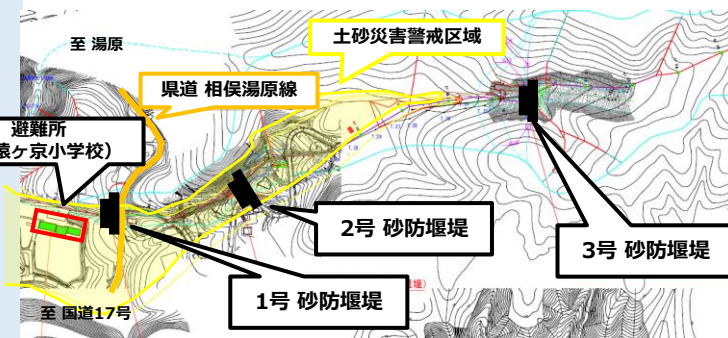 至 湯原
土砂災害警戒区域
県道 相俣湯原線
避難所
猿ヶ京小学校）
2号 砂防堰堤
3号 砂防堰堤
1号 砂防堰堤
堤）
至 国道17号